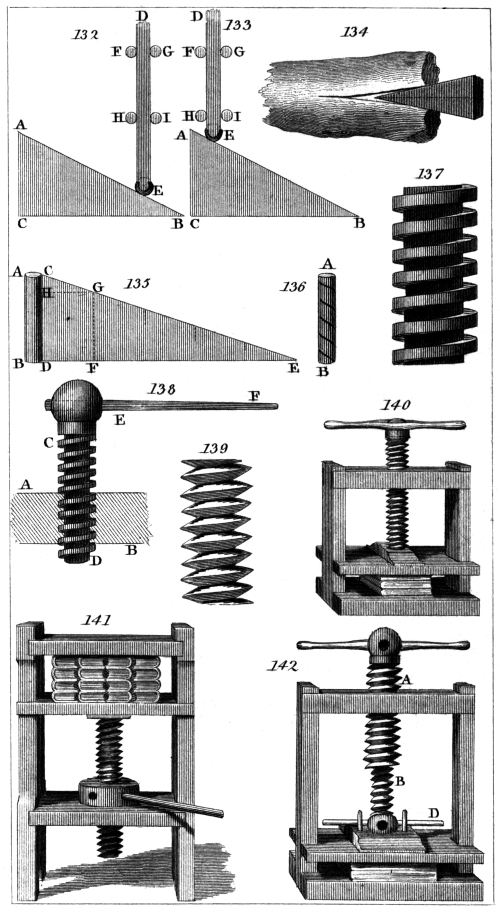 132
D
F G
H I
A
E
C B
133
D
F G
H I
A E
C B
134
135
A C
H G
B D F E
136
A
B
137
138
F
E
C
A
B
D
139
140
141
142
A
B
D